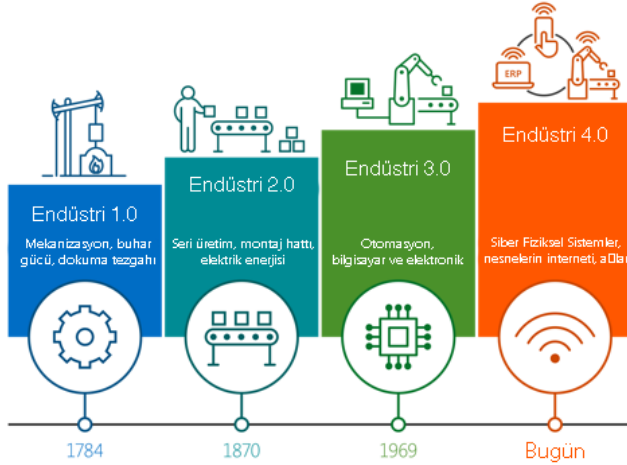 ERP
Endüstri 1.0
Mekanizasyon, buhar
gücü, dokuma tezgahı
Endüstri 2.0
Seri üretim, montaj hattı,
elektrik enerjisi
Endüstri 3.0
Otomasyon,
bilgisayar ve elektronik
Endüstri 4.0
Siber Fiziksel Sistemler,
nesnelerin interneti,
1784
1870
1969
Bugün